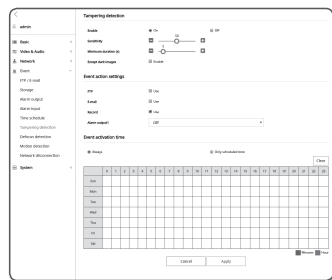 admin
Basic
Video & Audio
Network
Event
FTP / E-mail
Storage
Alarm output
Alarm input
Time schedule
Tampering detection
Defocus detection
Motion detection
Network disconnection
System
Tampering detection
Enable
On
Off
Sensitivity
50
Minimum duration (s)
5
Except dark images
Enable
Event action settings
FTP
Use
E-mail
Use
Record
Use
Alarm output1
Off
Event activation time
Always
Only scheduled time
Clear
0 1 2 3 4 5 6 7 8 9 10 11 12 13 14 15 16 17 18 19 20 21 22 23
Sun
Mon
Tue
Wed
Thu
Fri
Sat
Minutes Hour
Cancel Apply